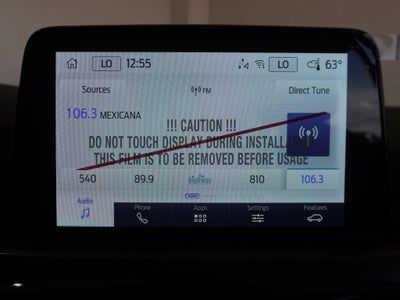 LO 12:55 LO 63°
Sources FM Direct Tune
106.3 MEXICANA
!!! CAUTION !!!
DO NOT TOUCH DISPLAY DURING INSTALLATION
THIS FILM IS TO BE REMOVED BEFORE USAGE
540 89.9 the highway 810 106.3
Audio Phone Apps Settings Features